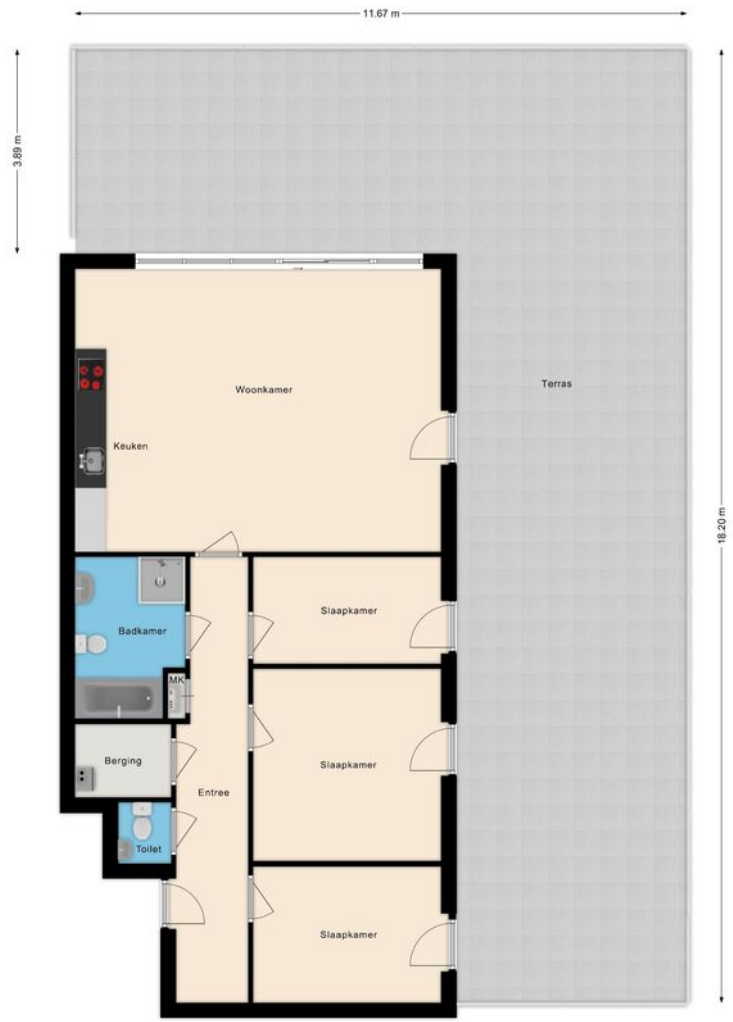 11.67 m
3.89 m
Woonkamer
Terras
Keuken
18.20 m
Slaapkamer
Badkamer
MK
Berging
Slaapkamer
Entree
Toilet
Slaapkamer